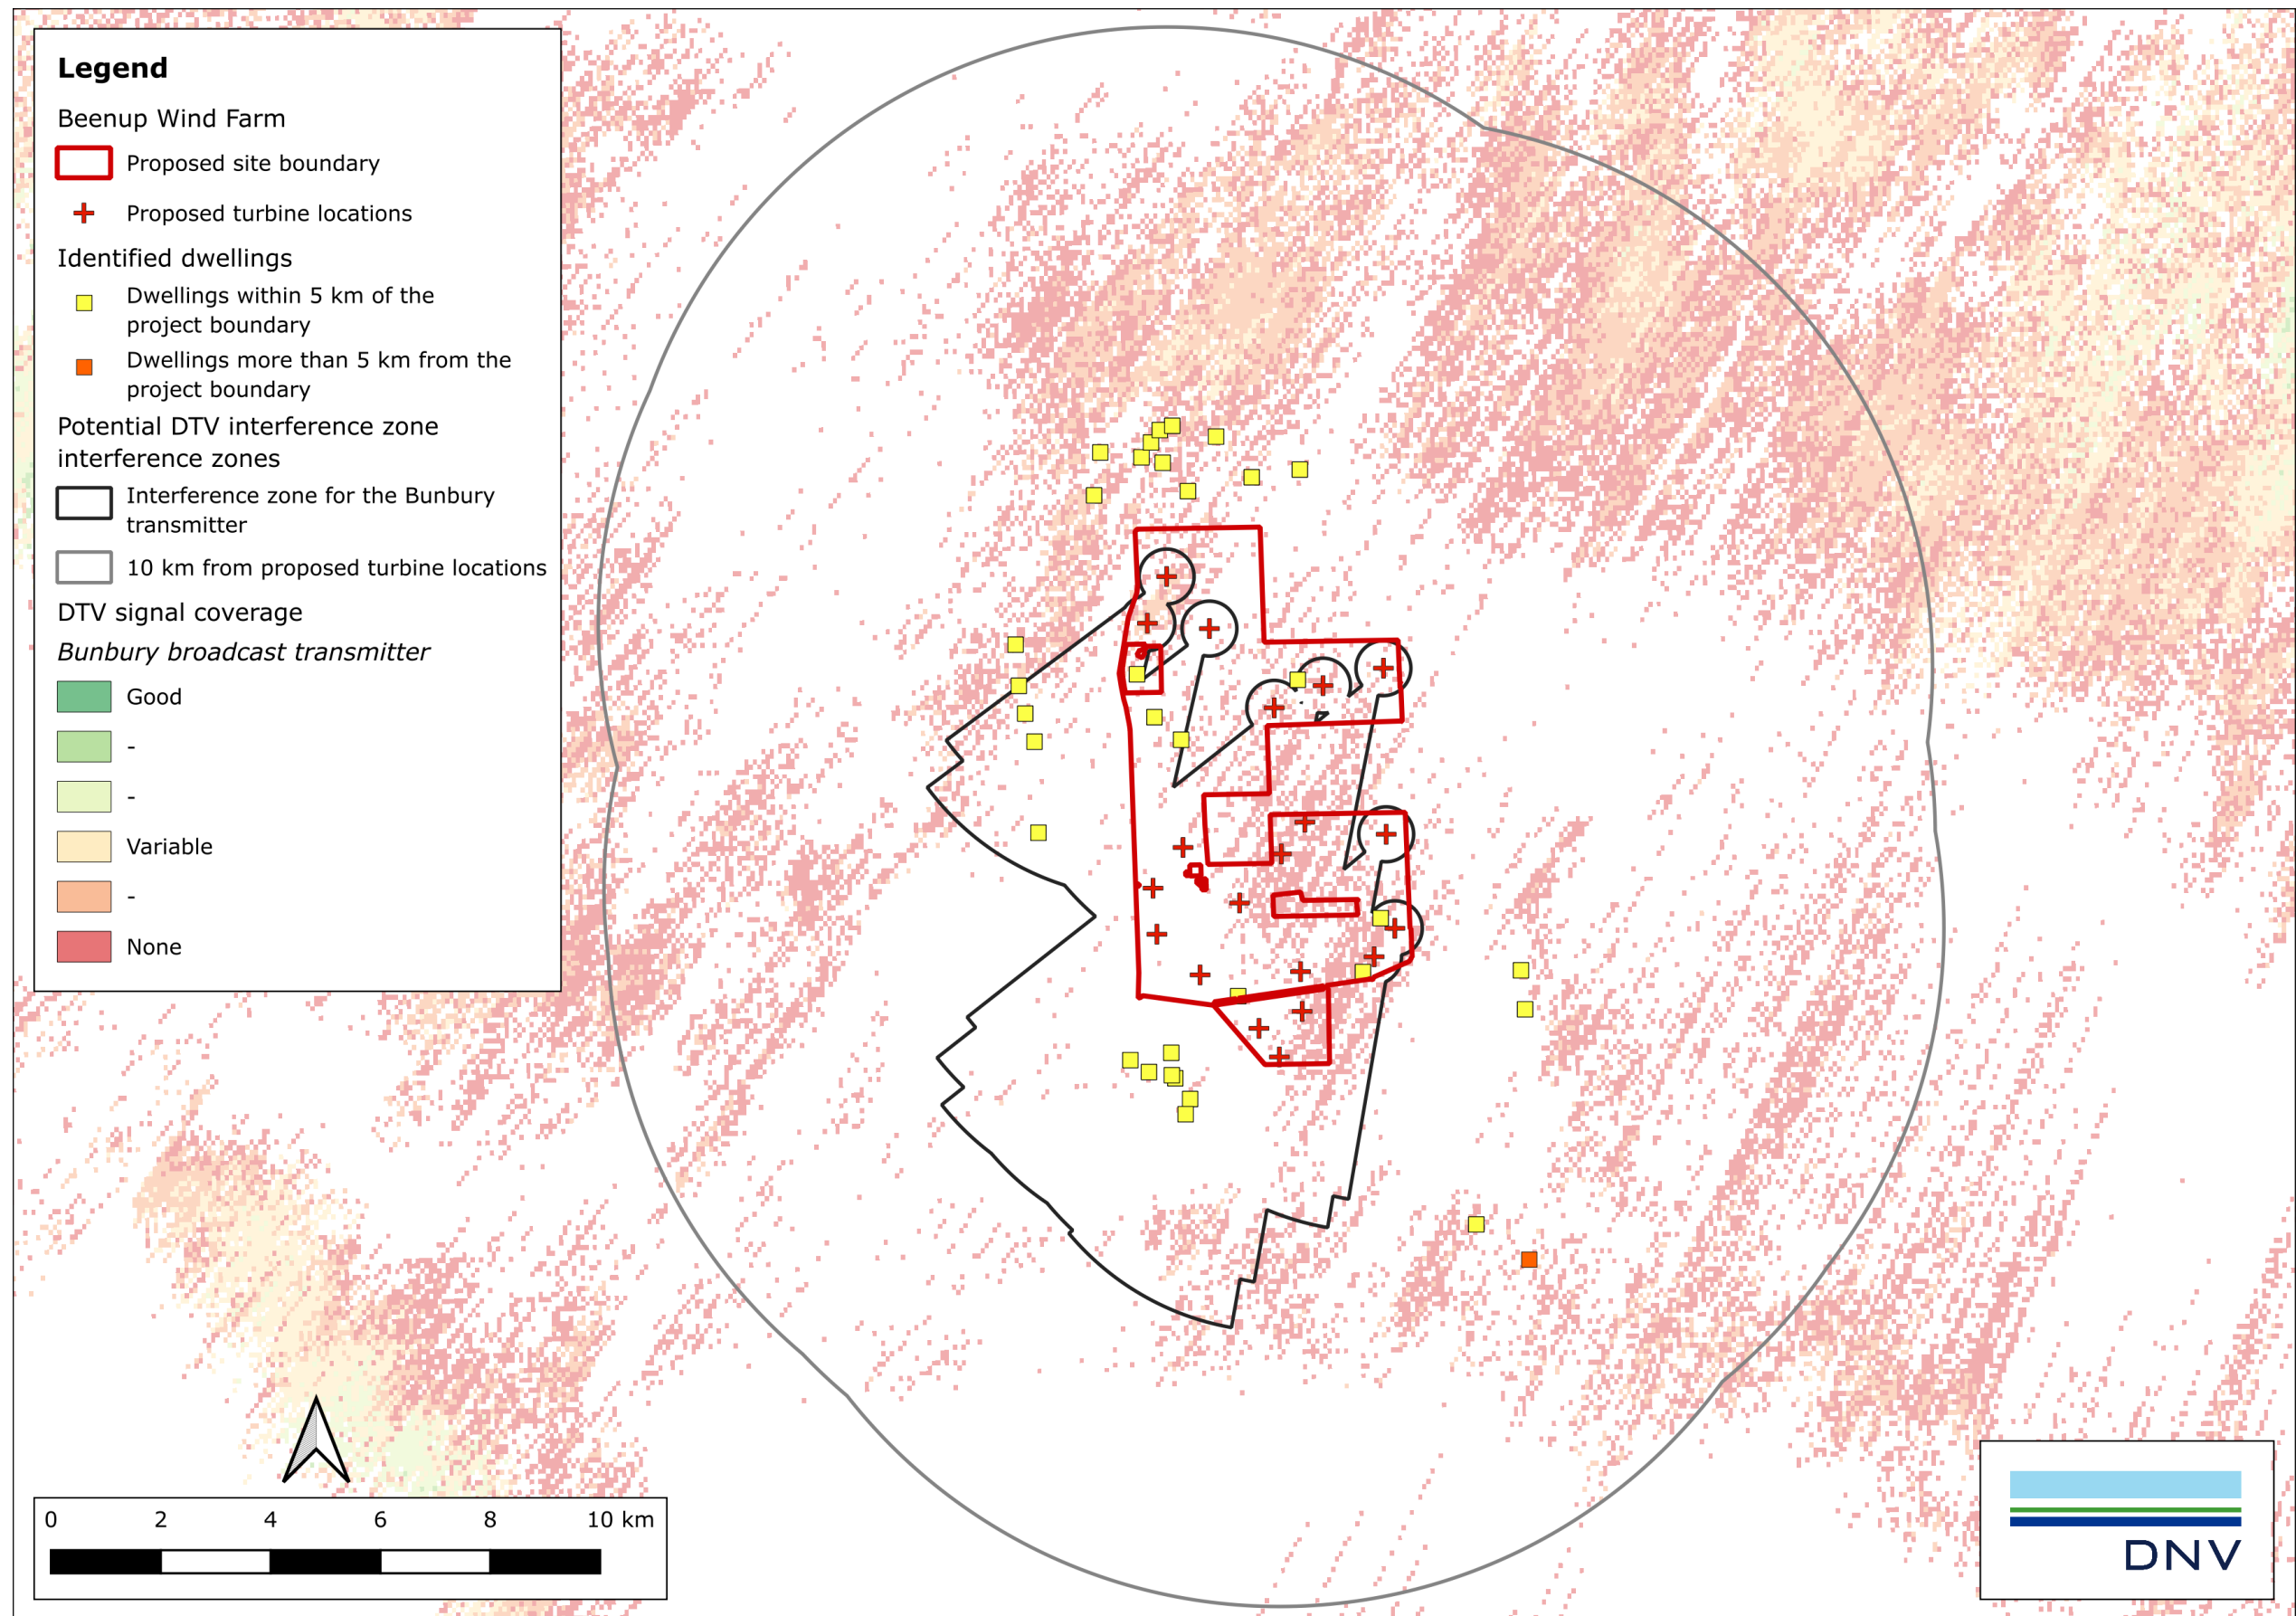 Legend
Beenup Wind Farm
Proposed site boundary
Proposed turbine locations
Identified dwellings
Dwellings within 5 km of the
project boundary
Dwellings more than 5 km from the
project boundary
Potential DTV interference zone
interference zones
Interference zone for the Bunbury
transmitter
10 km from proposed turbine locations
DTV signal coverage
Bunbury broadcast transmitter
Good
-
-
Variable
-
None
0 2 4 6 8 10 km
DNV